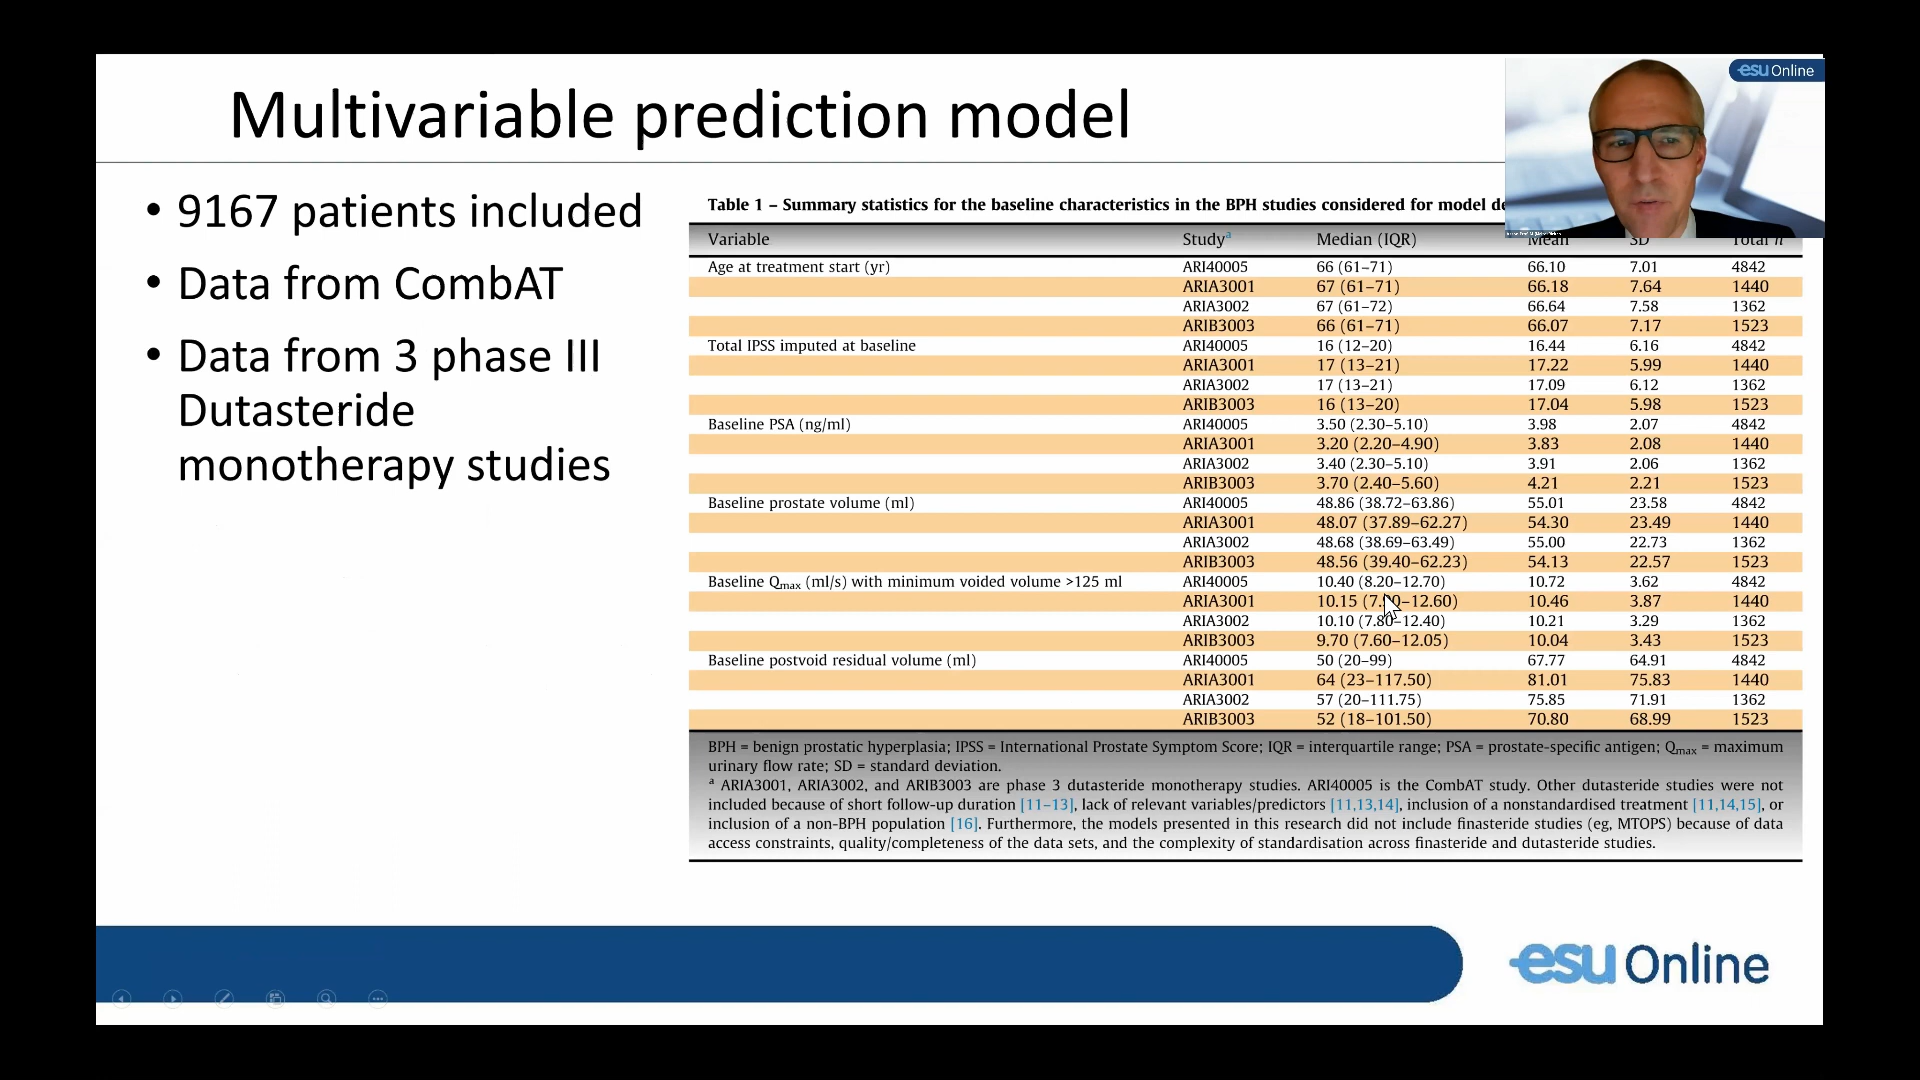 Multivariable prediction model
esu Online
• 9167 patients included
• Data from CombAT
• Data from 3 phase III
Dutasteride
monotherapy studies
Table 1 – Summary statistics for the baseline characteristics in the BPH studies considered for model de
Variable Studyᵃ Median (IQR) Mean SD Total n
Age at treatment start (yr) ARI40005 66 (61–71) 66.10 7.01 4842
ARIA3001 67 (61–71) 66.18 7.64 1440
ARIA3002 67 (61–72) 66.64 7.58 1362
ARIB3003 66 (61–71) 66.07 7.17 1523
Total IPSS imputed at baseline ARI40005 16 (12–20) 16.44 6.16 4842
ARIA3001 17 (13–21) 17.22 5.99 1440
ARIA3002 17 (13–21) 17.09 6.12 1362
ARIB3003 16 (13–20) 17.04 5.98 1523
Baseline PSA (ng/ml) ARI40005 3.50 (2.30–5.10) 3.98 2.07 4842
ARIA3001 3.20 (2.20–4.90) 3.83 2.08 1440
ARIA3002 3.40 (2.30–5.10) 3.91 2.06 1362
ARIB3003 3.70 (2.40–5.60) 4.21 2.21 1523
Baseline prostate volume (ml) ARI40005 48.86 (38.72–63.86) 55.01 23.58 4842
ARIA3001 48.07 (37.89–62.27) 54.30 23.49 1440
ARIA3002 48.68 (38.69–63.49) 55.00 22.73 1362
ARIB3003 48.56 (39.40–62.23) 54.13 22.57 1523
Baseline Qmax (ml/s) with minimum voided volume >125 ml ARI40005 10.40 (8.20–12.70) 10.72 3.62 4842
ARIA3001 10.15 –12.60) 10.46 3.87 1440
ARIA3002 10.10 (7.80–12.40) 10.21 3.29 1362
ARIB3003 9.70 (7.60–12.05) 10.04 3.43 1523
Baseline postvoid residual volume (ml) ARI40005 50 (20–99) 67.77 64.91 4842
ARIA3001 64 (23–117.50) 81.01 75.83 1440
ARIA3002 57 (20–111.75) 75.85 71.91 1362
ARIB3003 52 (18–101.50) 70.80 68.99 1523
BPH = benign prostatic hyperplasia; IPSS = International Prostate Symptom Score; IQR = interquartile range; PSA = prostate-specific antigen; Qmax = maximum
urinary flow rate; SD = standard deviation.
ᵃ ARIA3001, ARIA3002, and ARIB3003 are phase 3 dutasteride monotherapy studies. ARI40005 is the CombAT study. Other dutasteride studies were not
included because of short follow-up duration [11–13], lack of relevant variables/predictors [11,13,14], inclusion of a nonstandardised treatment [11,14,15], or
inclusion of a non-BPH population [16]. Furthermore, the models presented in this research did not include finasteride studies (eg, MTOPS) because of data
access constraints, quality/completeness of the data sets, and the complexity of standardisation across finasteride and dutasteride studies.
esu Online